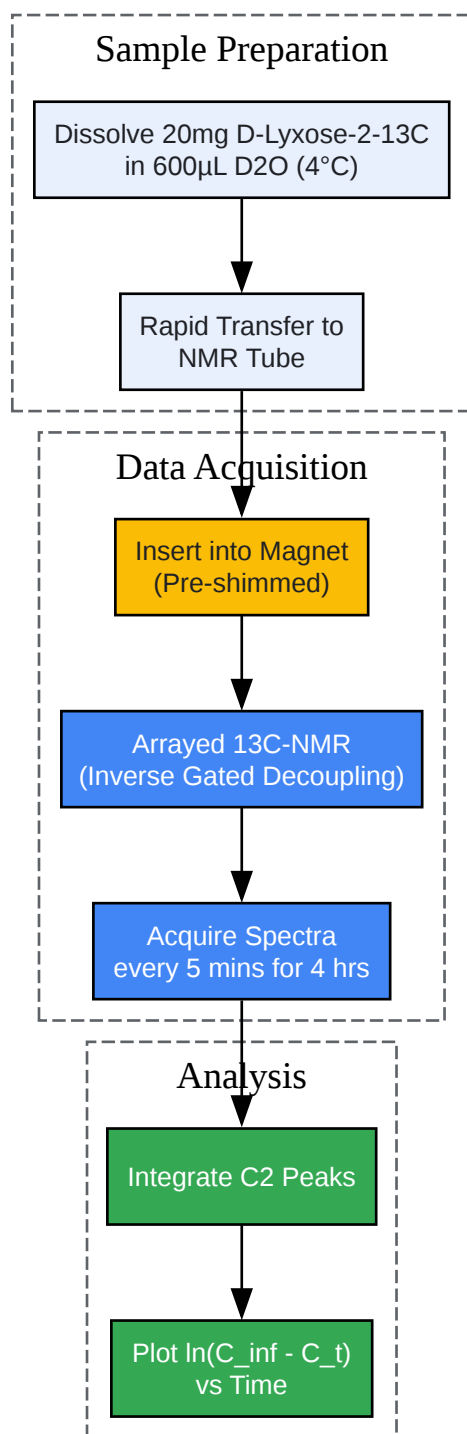 Sample Preparation
Dissolve 20mg D-Lyxose-2-13C
in 600µL D2O (4°C)
Rapid Transfer to
NMR Tube
Data Acquisition
Insert into Magnet
(Pre-shimmed)
Arrayed 13C-NMR
(Inverse Gated Decoupling)
Acquire Spectra
every 5 mins for 4 hrs
Analysis
Integrate C2 Peaks
Plot ln(C_inf - C_t)
vs Time